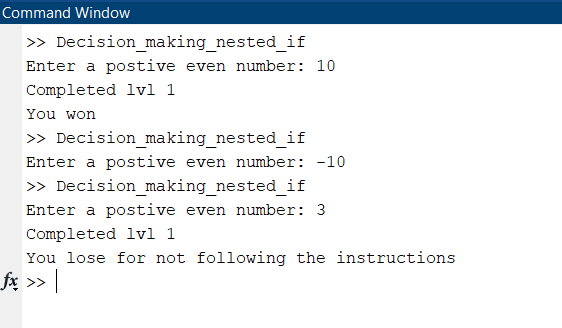 Command Window
>> Decision_making_nested_if
Enter a postive even number: 10
Completed lvl 1
You won
>> Decision_making_nested_if
Enter a postive even number: -10
>> Decision_making_nested_if
Enter a postive even number: 3
Completed lvl 1
You lose for not following the instructions
fx >>